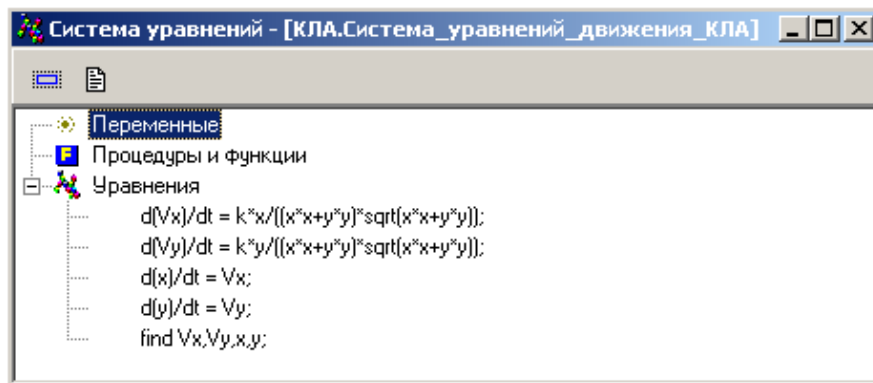 Система уравнений - [КЛА.Система_уравнений_движения_КЛА]
Переменные
F Процедуры и функции
Уравнения
d(Vx)/dt = k*x/((x*x+y*y)*sqrt(x*x+y*y));
d(Vy)/dt = k*y/((x*x+y*y)*sqrt(x*x+y*y));
d(x)/dt = Vx;
d(y)/dt = Vy;
find Vx,Vy,x,y;